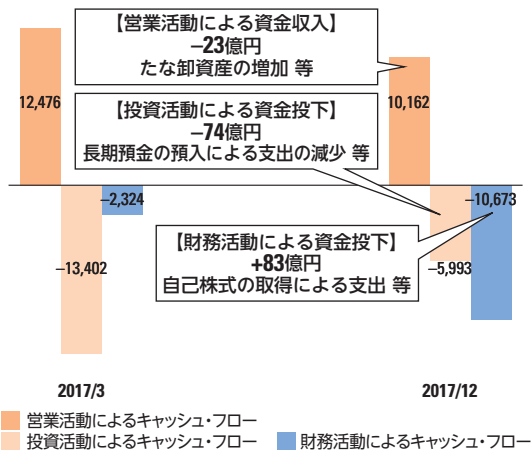 【営業活動による資金収入】
−23億円
たな卸資産の増加 等
12,476
10,162
【投資活動による資金投下】
−74億円
長期預金の預入による支出の減少 等
−2,324
−10,673
【財務活動による資金投下】
+83億円
自己株式の取得による支出 等
−13,402
−5,993
2017/3
2017/12
営業活動によるキャッシュ・フロー
投資活動によるキャッシュ・フロー
財務活動によるキャッシュ・フロー